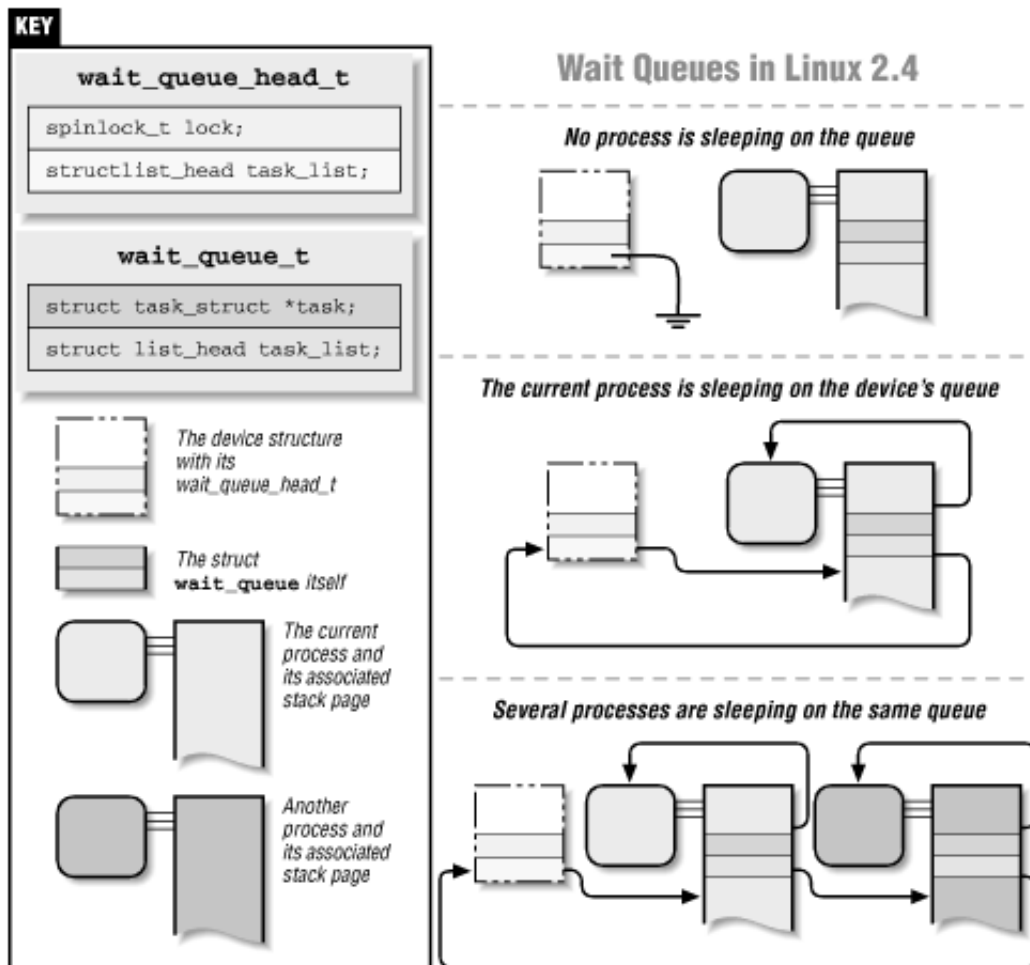 KEY
wait_queue_head_t
spinlock_t lock;
structlist_head task_list;
wait_queue_t
struct task_struct *task;
struct list_head task_list;
The device structure
with its
wait_queue_head_t
The struct
wait_queue itself
The current
process and
its associated
stack page
Another
process and
its associated
stack page
Wait Queues in Linux 2.4
No process is sleeping on the queue
The current process is sleeping on the device's queue
Several processes are sleeping on the same queue